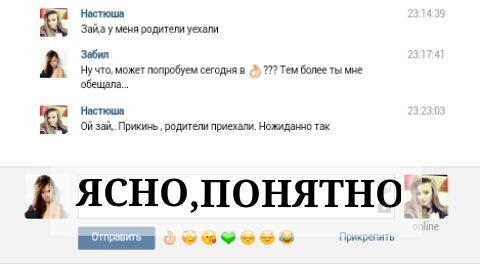 Настюша 23:14:39
Зай,а у меня родители уехали
Забил 23:17:41
Ну что, может попробуем сегодня в 👌🏻 ??? Тем более ты мне
обещала...
Настюша 23:23:03
Ой зай,. Прикинь , родители приехали. Ножиданно так
ЯСНО,ПОНЯТНО
online
Отправить 👌🏻😇😘💚😞😔😂 Прикрепить